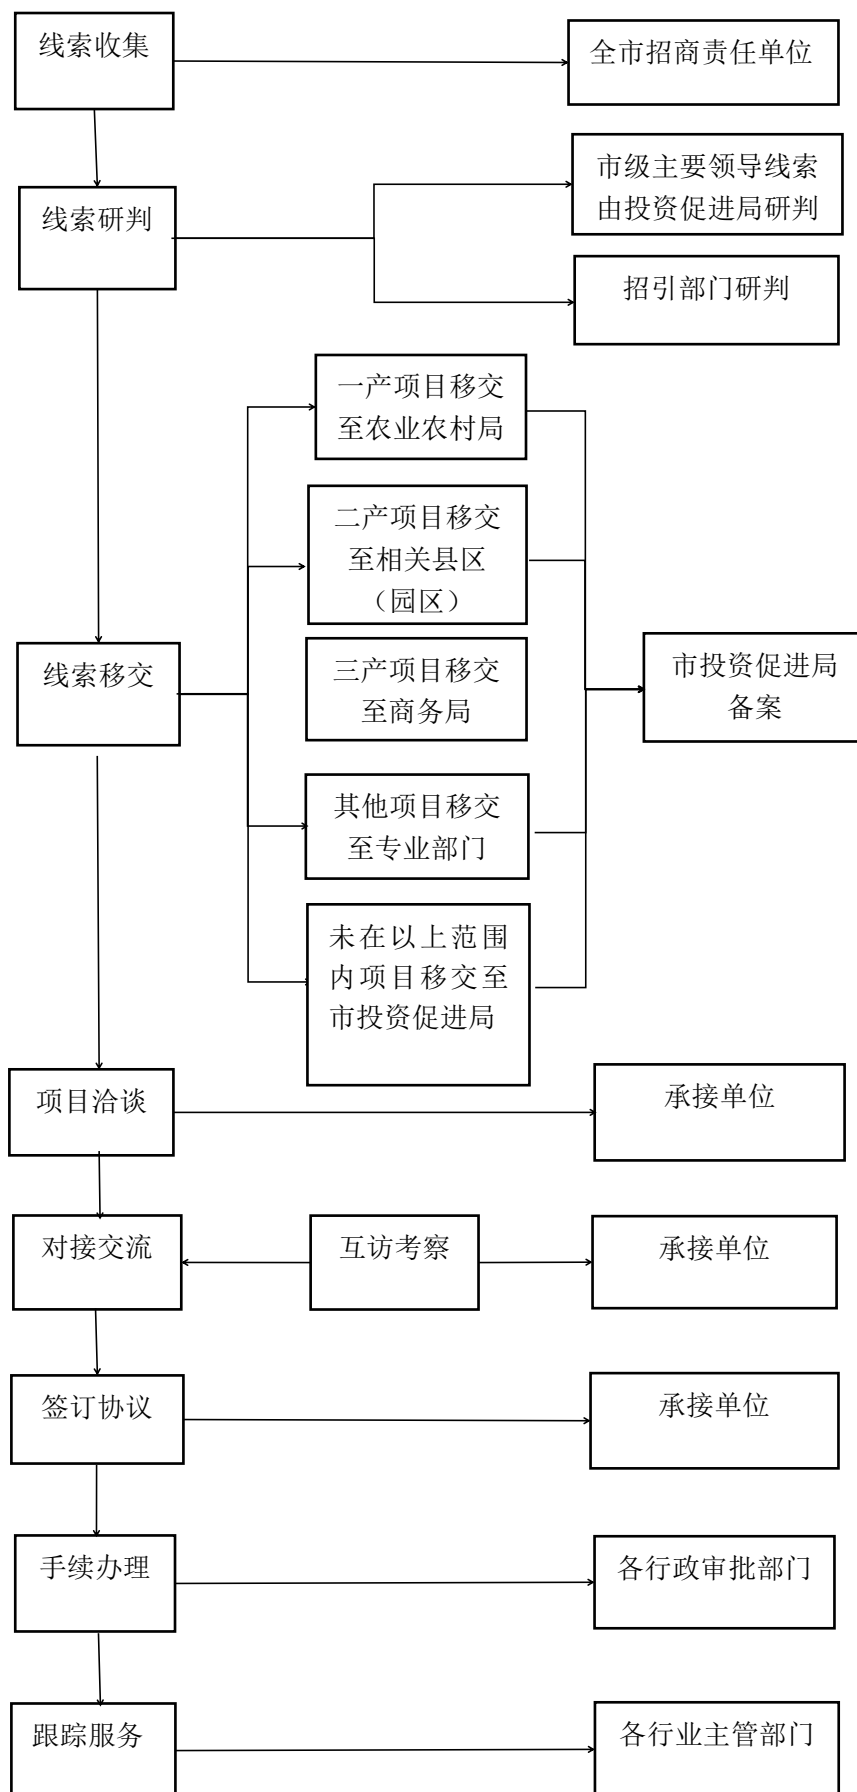 线索收集
全市招商责任单位
市级主要领导线索
由投资促进局研判
线索研判
招引部门研判
一产项目移交
至农业农村局
二产项目移交
至相关县区
（园区）
三产项目移交
至商务局
线索移交
市投资促进局
备案
其他项目移交
至专业部门
未在以上范围
内项目移交至
市投资促进局
项目洽谈
承接单位
对接交流
互访考察
承接单位
签订协议
承接单位
手续办理
各行政审批部门
跟踪服务
各行业主管部门